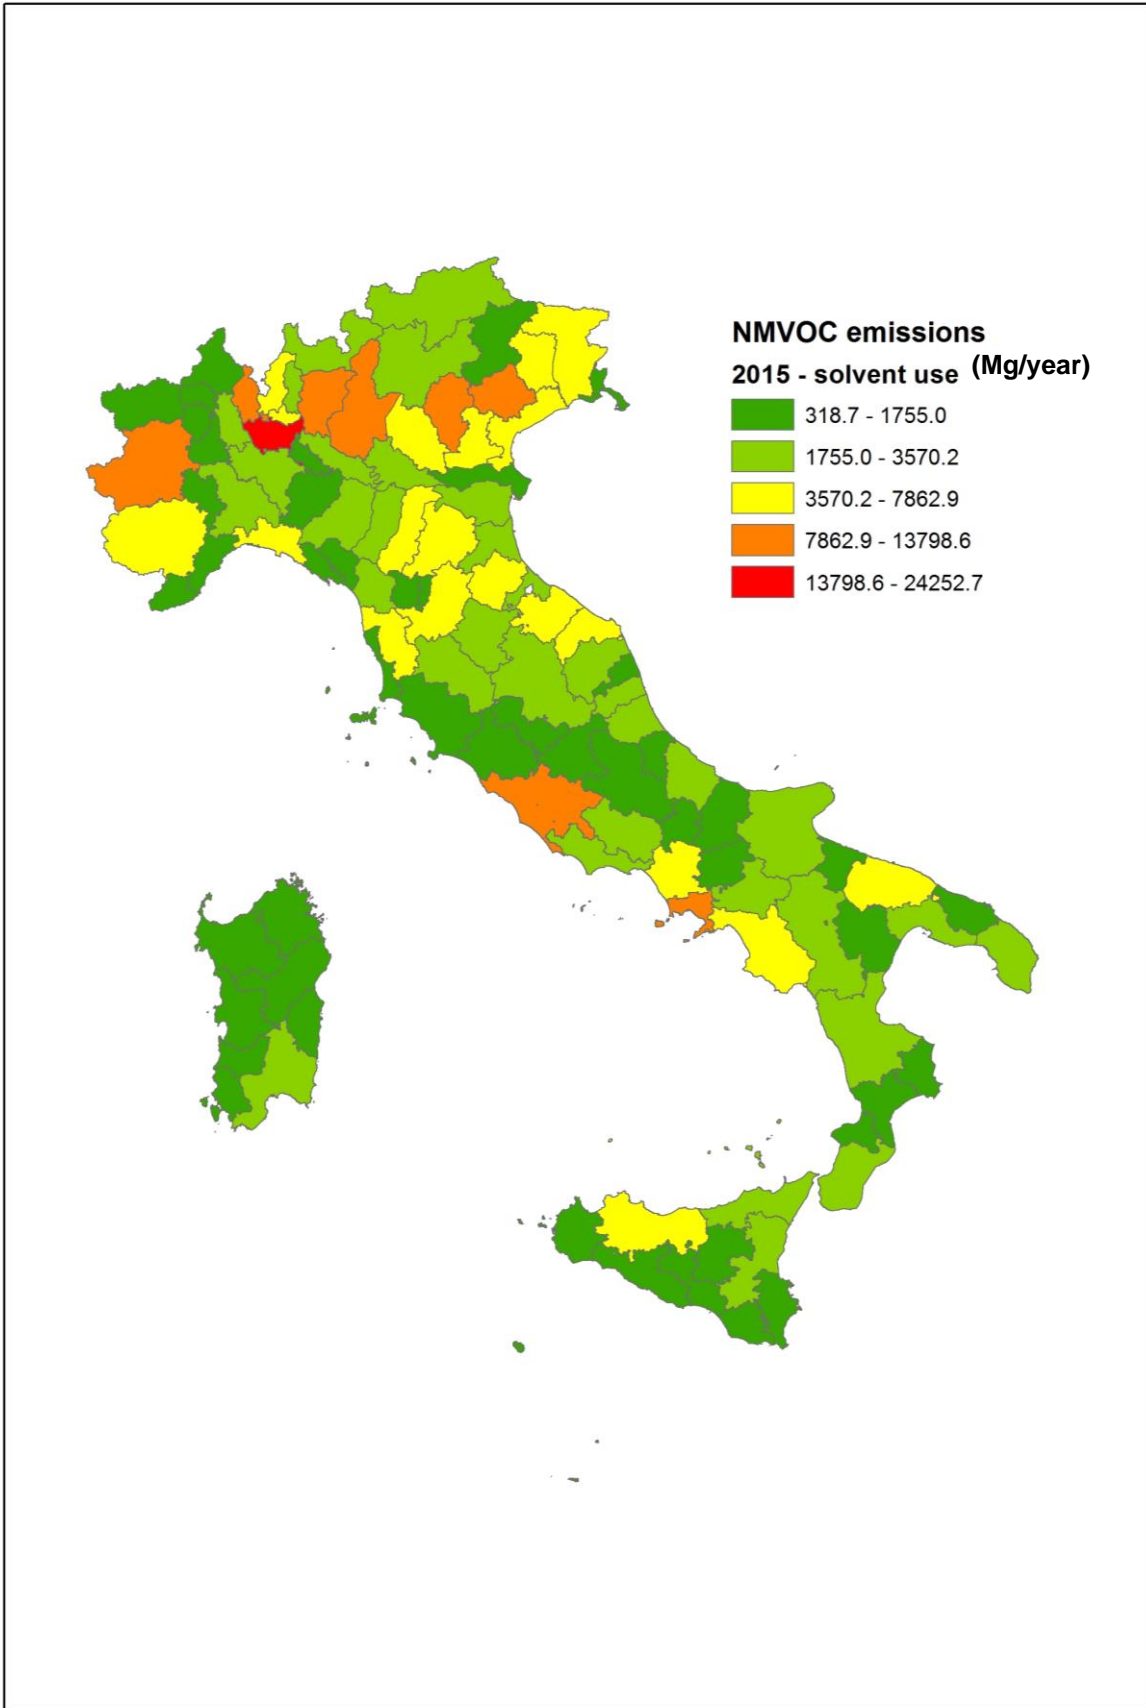 NMVOC emissions
2015 - solvent use (Mg/year)
318.7 - 1755.0
1755.0 - 3570.2
3570.2 - 7862.9
7862.9 - 13798.6
13798.6 - 24252.7